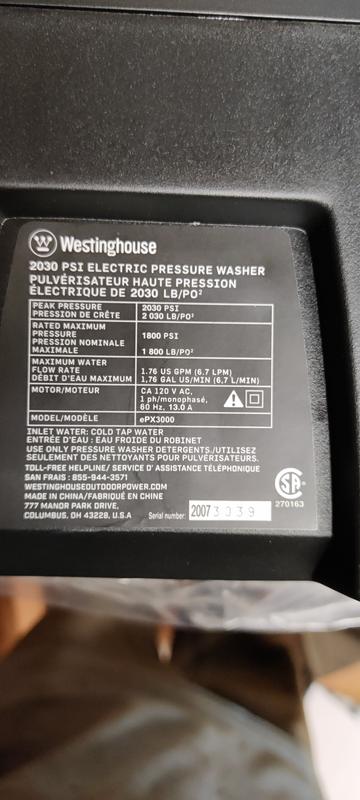 W Westinghouse
2030 PSI ELECTRIC PRESSURE WASHER
PULVÉRISATEUR HAUTE PRESSION
ÉLECTRIQUE DE 2030 LB/PO²
PEAK PRESSURE 2030 PSI
PRESSION DE CRÊTE 2 030 LB/PO²
RATED MAXIMUM
PRESSURE 1800 PSI
PRESSION NOMINALE
MAXIMALE 1 800 LB/PO²
MAXIMUM WATER
FLOW RATE 1.76 US GPM (6.7 LPM)
DÉBIT D'EAU MAXIMUM 1,76 GAL US/MIN (6,7 L/MIN)
MOTOR/MOTEUR CA 120 V AC,
1 ph/monophasé,
60 Hz, 13.0 A
MODEL/MODÈLE ePX3000
INLET WATER: COLD TAP WATER
ENTRÉE D'EAU : EAU FROIDE DU ROBINET
USE ONLY PRESSURE WASHER DETERGENTS./UTILISEZ
SEULEMENT DES NETTOYANTS POUR PULVÉRISATEURS.
TOLL-FREE HELPLINE/ SERVICE D' ASSISTANCE TÉLÉPHONIQUE
SAN FRAIS : 855-944-3571
WESTINGHOUSEOUTDOORPOWER.COM
MADE IN CHINA/FABRIQUÉ EN CHINE
777 MANOR PARK DRIVE,
COLUMBUS, OH 43228, U.S.A
Serial number: 2007 3 0 3 9
SA
270163